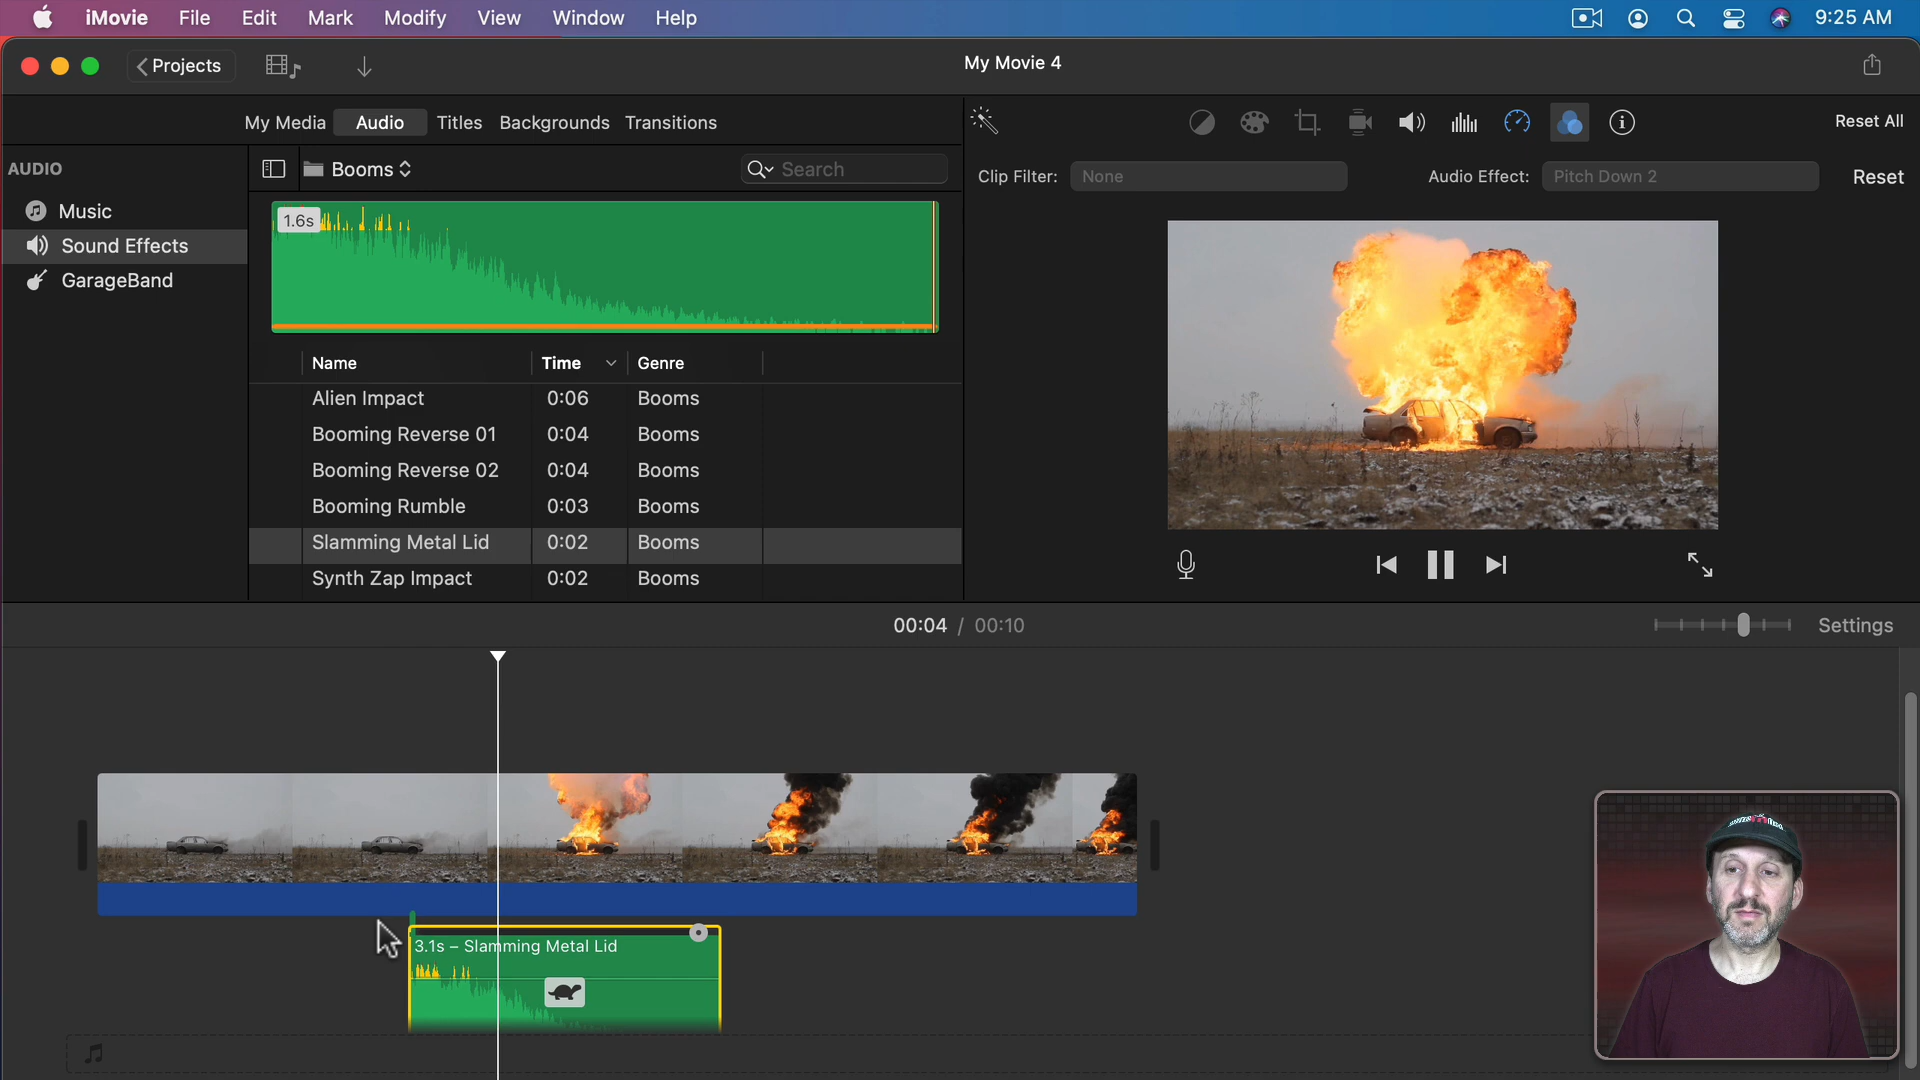 iMovie File Edit Mark Modify View Window Help 9:25 AM
Projects My Movie 4
My Media Audio Titles Backgrounds Transitions Reset All
AUDIO
Music
Sound Effects
GarageBand
Booms Search
1.6s
Name Time Genre
Alien Impact 0:06 Booms
Booming Reverse 01 0:04 Booms
Booming Reverse 02 0:04 Booms
Booming Rumble 0:03 Booms
Slamming Metal Lid 0:02 Booms
Synth Zap Impact 0:02 Booms
Clip Filter: None Audio Effect: Pitch Down 2 Reset
00:04 / 00:10 Settings
3.1s – Slamming Metal Lid